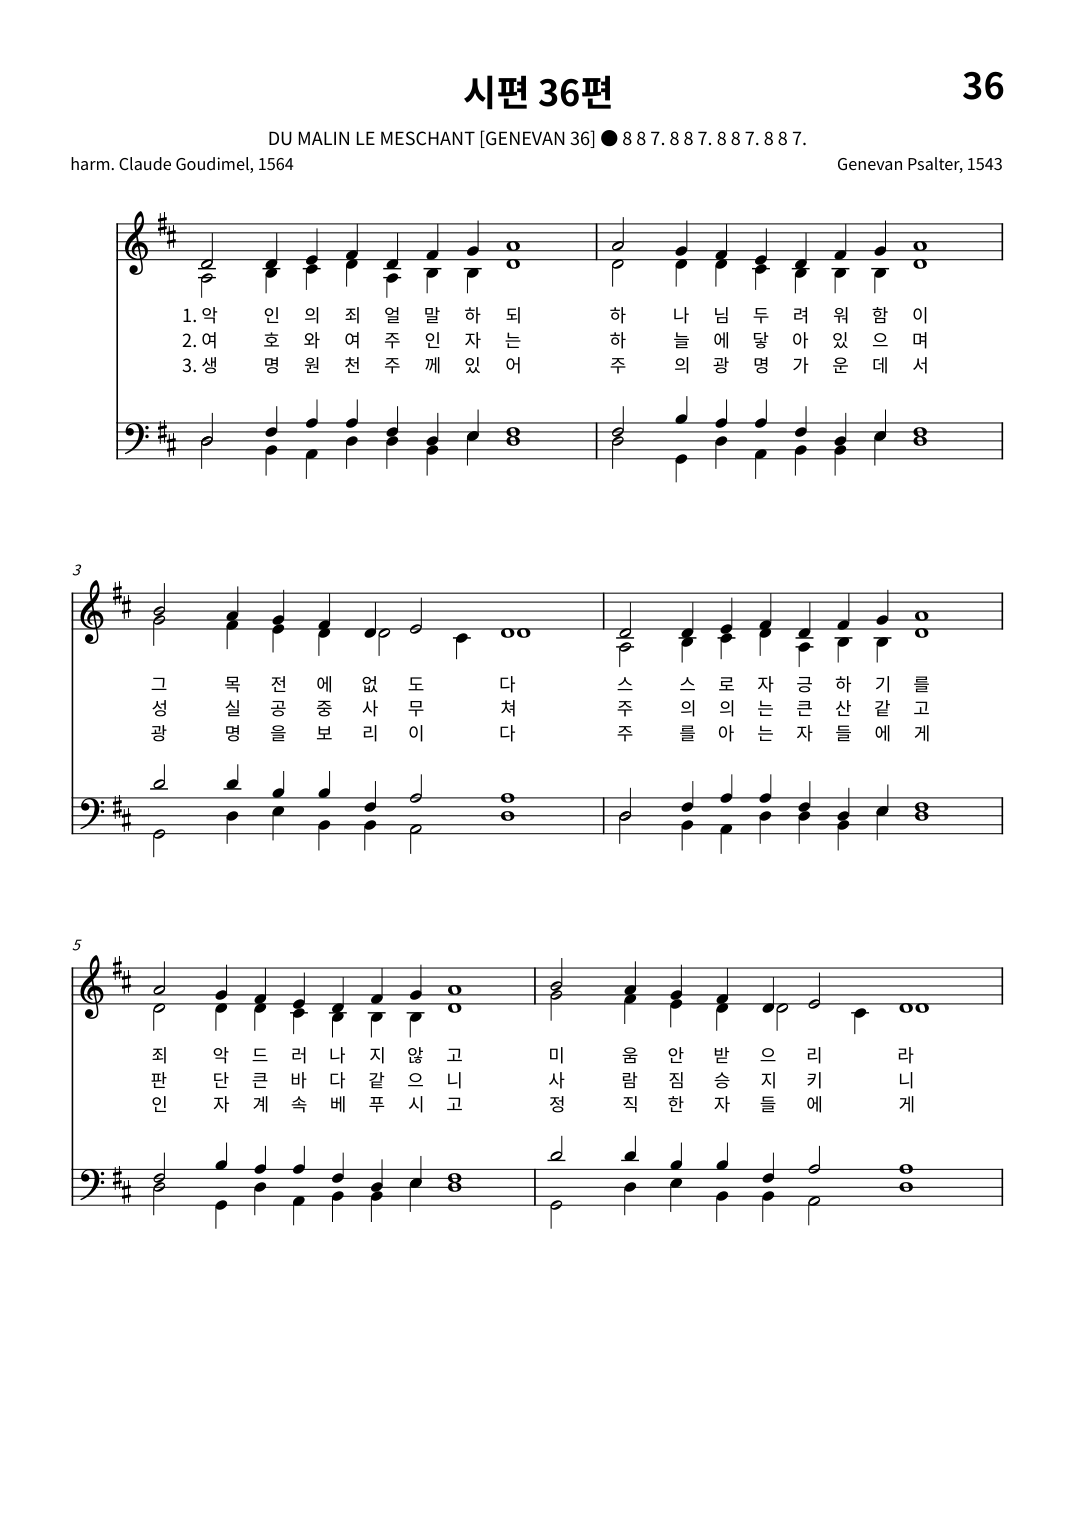 시편 36편
36
DU MALIN LE MESCHANT [GENEVAN 36] ● 8 8 7. 8 8 7. 8 8 7. 8 8 7.
harm. Claude Goudimel, 1564
Genevan Psalter, 1543
1. 악 인 의 죄 얼 말 하 되 하 나 님 두 려 워 함 이
2. 여 호 와 여 주 인 자 는 하 늘 에 닿 아 있 으 며
3. 생 명 원 천 주 께 있 어 주 의 광 명 가 운 데 서
3
그 목 전 에 없 도 다 스 스 로 자 긍 하 기 를
성 실 공 중 사 무 쳐 주 의 의 는 큰 산 같 고
광 명 을 보 리 이 다 주 를 아 는 자 들 에 게
5
죄 악 드 러 나 지 않 고 미 움 안 받 으 리 라
판 단 큰 바 다 같 으 니 사 람 짐 승 지 키 니
인 자 계 속 베 푸 시 고 정 직 한 자 들 에 게